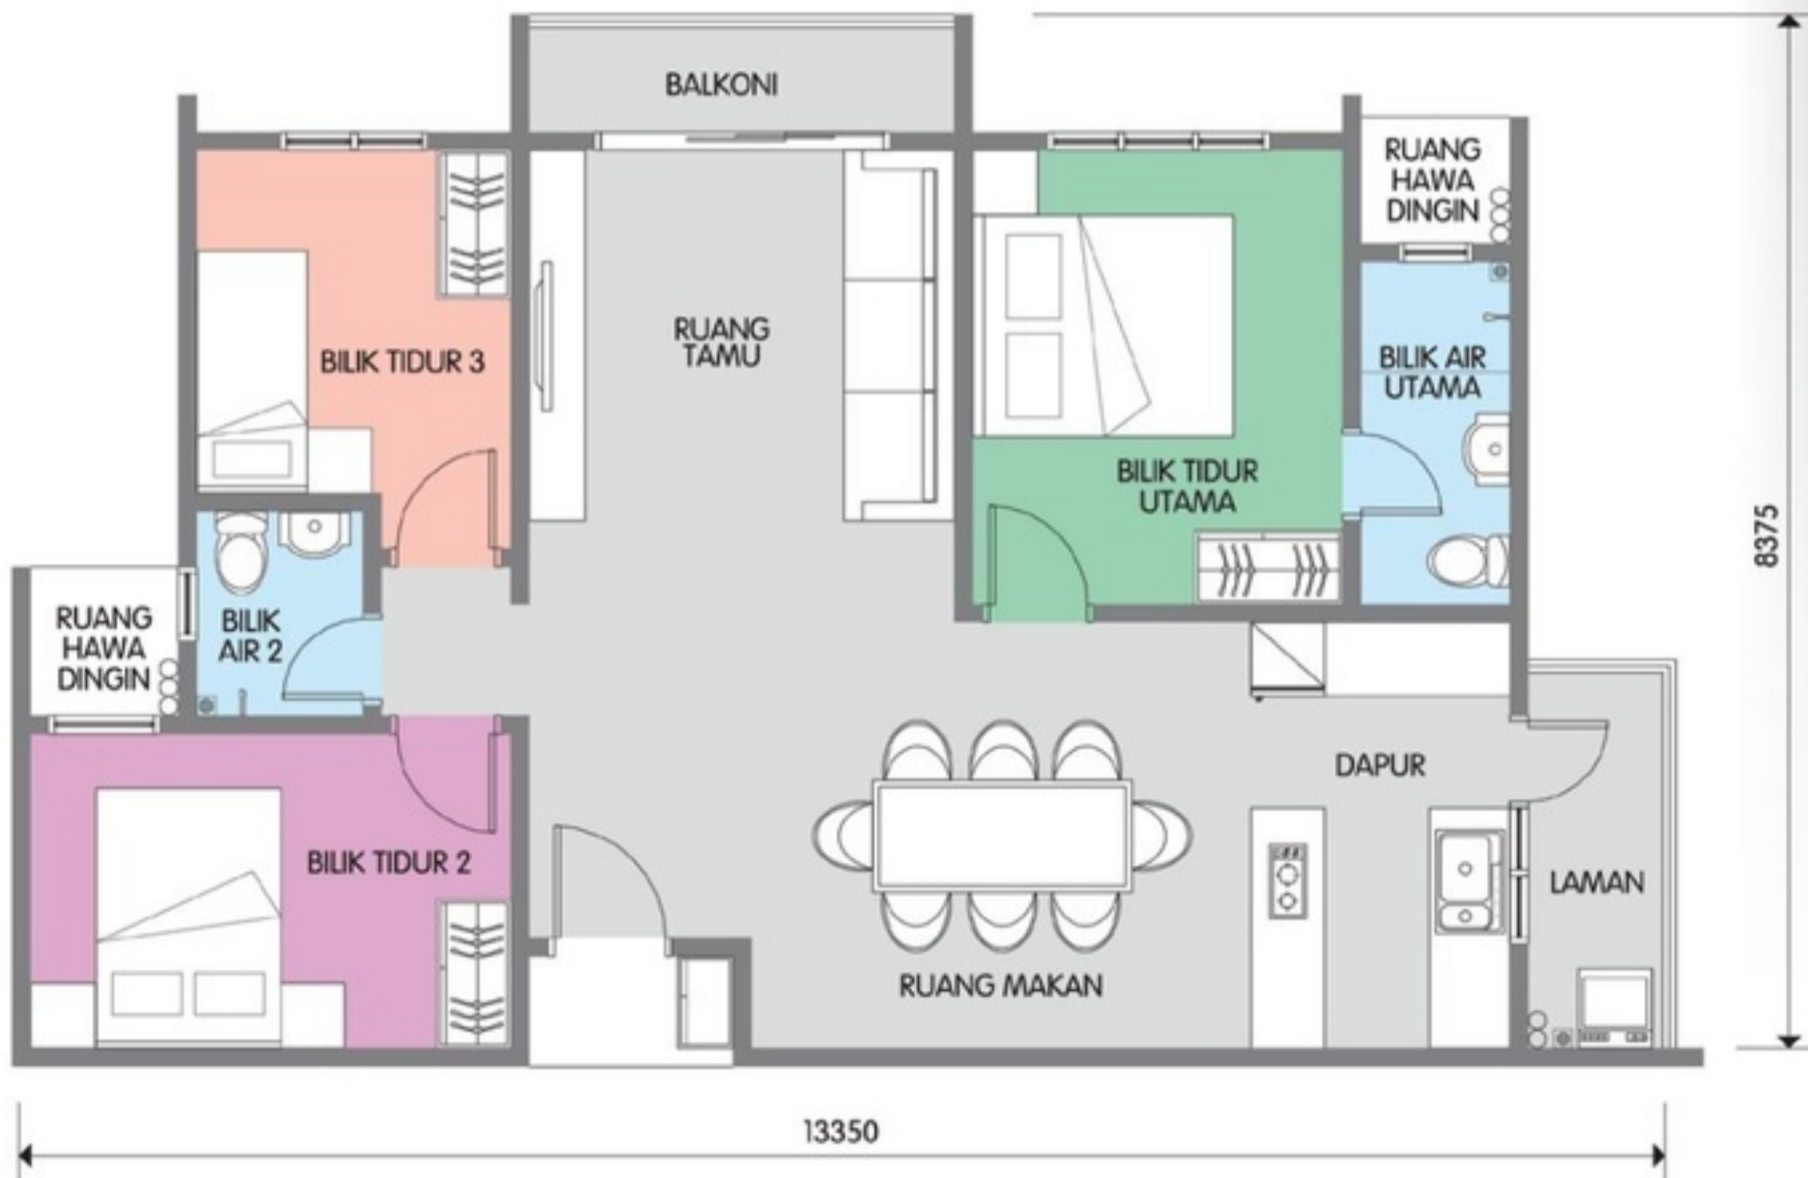 BALKONI
RUANG
HAWA
DINGIN
RUANG
TAMU
BILIK TIDUR 3
BILIK AIR
UTAMA
BILIK TIDUR
UTAMA
8375
RUANG
HAWA
DINGIN
BILIK
AIR 2
DAPUR
BILIK TIDUR 2
LAMAN
RUANG MAKAN
13350